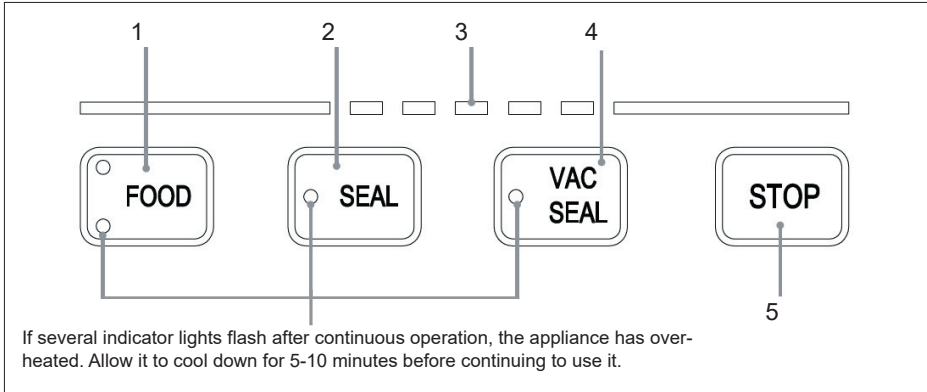 1 2 3 4
FOOD SEAL VAC SEAL STOP
5
If several indicator lights flash after continuous operation, the appliance has over-
heated. Allow it to cool down for 5-10 minutes before continuing to use it.